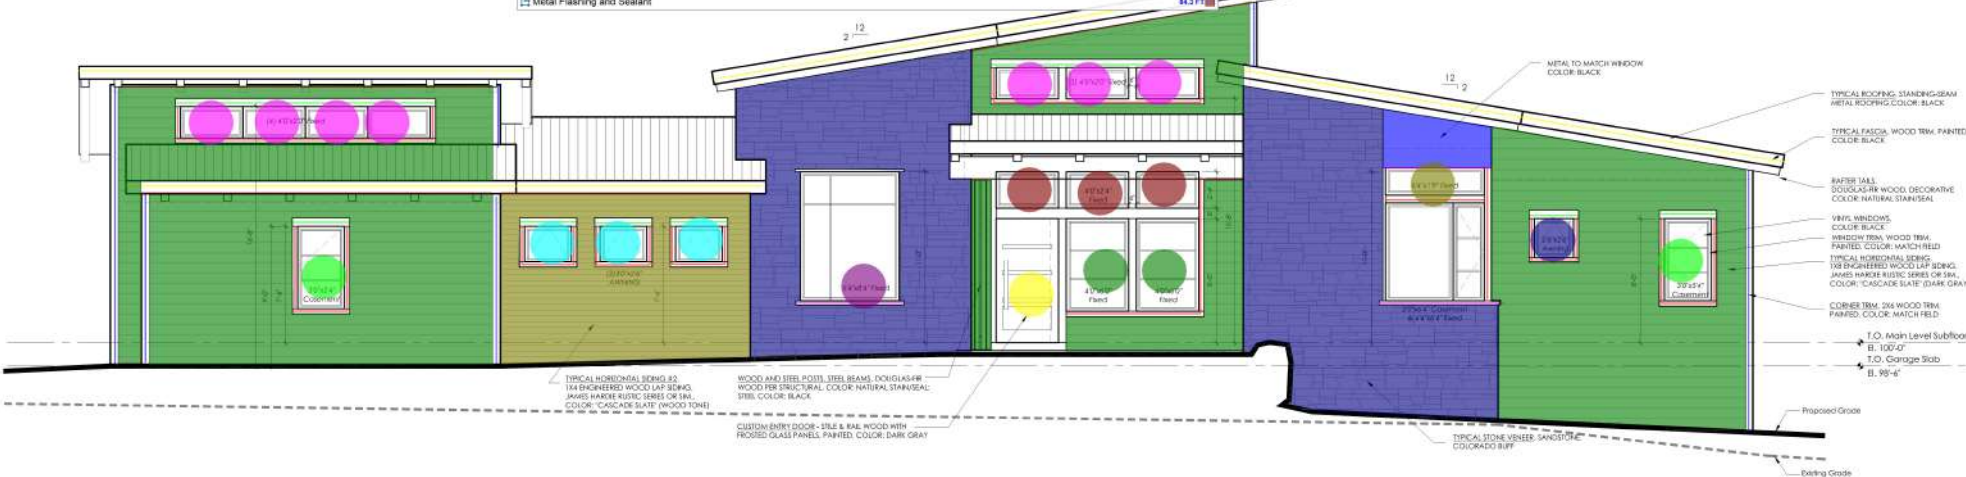 Metal Flashing and Sealant
12
2
METAL TO MATCH WINDOW
COLOR: BLACK
12
2
TYPICAL ROOFING, STANDING-SEAM
METAL ROOFING,COLOR: BLACK
TYPICAL FASCIA, WOOD TRIM, PAINTED
COLOR: BLACK
RAFTER TAILS,
DOUGLAS-FIR WOOD, DECORATIVE
COLOR: NATURAL STAIN/SEAL
VINYL WINDOWS,
COLOR: BLACK
WINDOW TRIM, WOOD TRIM,
PAINTED, COLOR: MATCH FIELD
TYPICAL HORIZONTAL SIDING
1X8 ENGINEERED WOOD LAP SIDING,
JAMES HARDIE RUSTIC SERIES OR SIM.,
COLOR: "CASCADE SLATE" (DARK GRAY
CORNER TRIM, 2X6 WOOD TRIM,
PAINTED, COLOR: MATCH FIELD
Casement
Fixed
4'0"x6'0"
Fixed
Fixed
Casement
T.O. Main Level Subfloor
El. 100'-0"
T.O. Garage Slab
El. 98'-6"
TYPICAL HORIZONTAL SIDING #2
1X4 ENGINEERED WOOD LAP SIDING,
JAMES HARDIE RUSTIC SERIES OR SIM.,
COLOR: "CASCADE SLATE" (WOOD TONE)
WOOD AND STEEL POSTS, STEEL BEAMS, DOUGLAS-FIR
WOOD PER STRUCTURAL, COLOR: NATURAL STAIN/SEAL;
STEEL COLOR: BLACK
CUSTOM ENTRY DOOR - STILE & RAIL WOOD WITH
FROSTED GLASS PANELS, PAINTED, COLOR: DARK GRAY
TYPICAL STONE VENEER, SANDSTONE,
COLORADO BUFF
Proposed Grade
Existing Grade